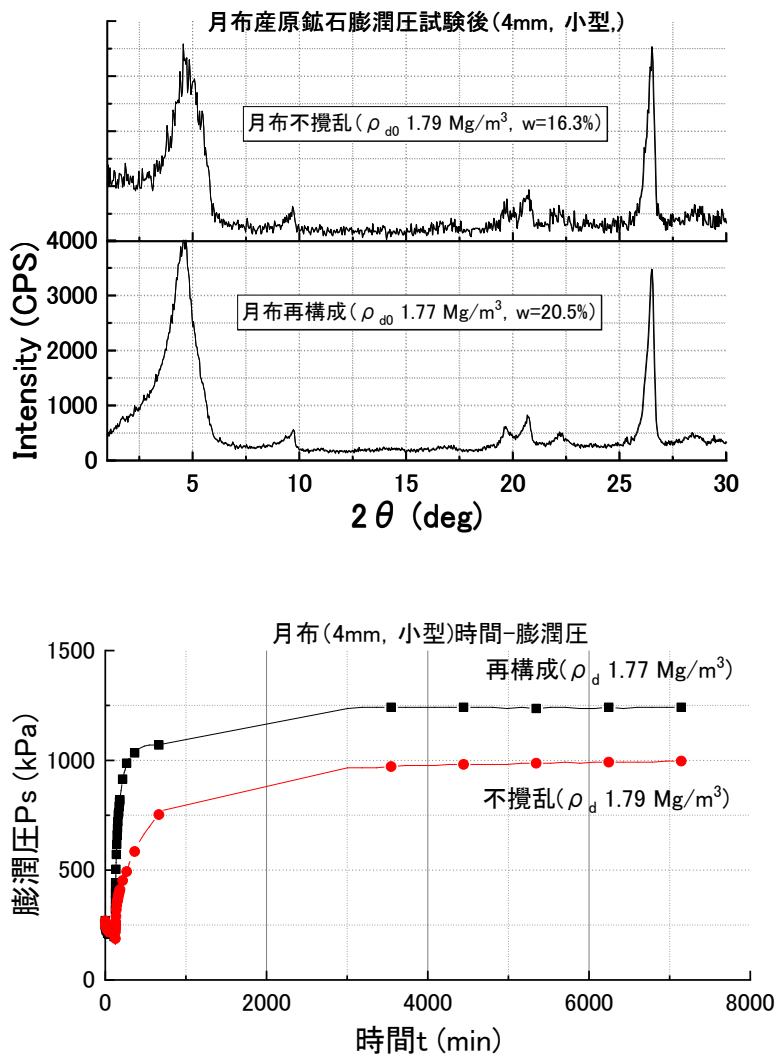 月布産原鉱石膨潤圧試験後(4mm, 小型,)
月布不攪乱(ρd0 1.79 Mg/m3, w=16.3%)
4000
月布再構成(ρd0 1.77 Mg/m3, w=20.5%)
3000
2000
1000
0
Intensity (CPS)
5 10 15 20 25 30
2θ (deg)
月布(4mm, 小型)時間-膨潤圧
1500
再構成(ρd 1.77 Mg/m3)
1000
不攪乱(ρd 1.79 Mg/m3)
500
0
膨潤圧Ps (kPa)
0 2000 4000 6000 8000
時間t (min)